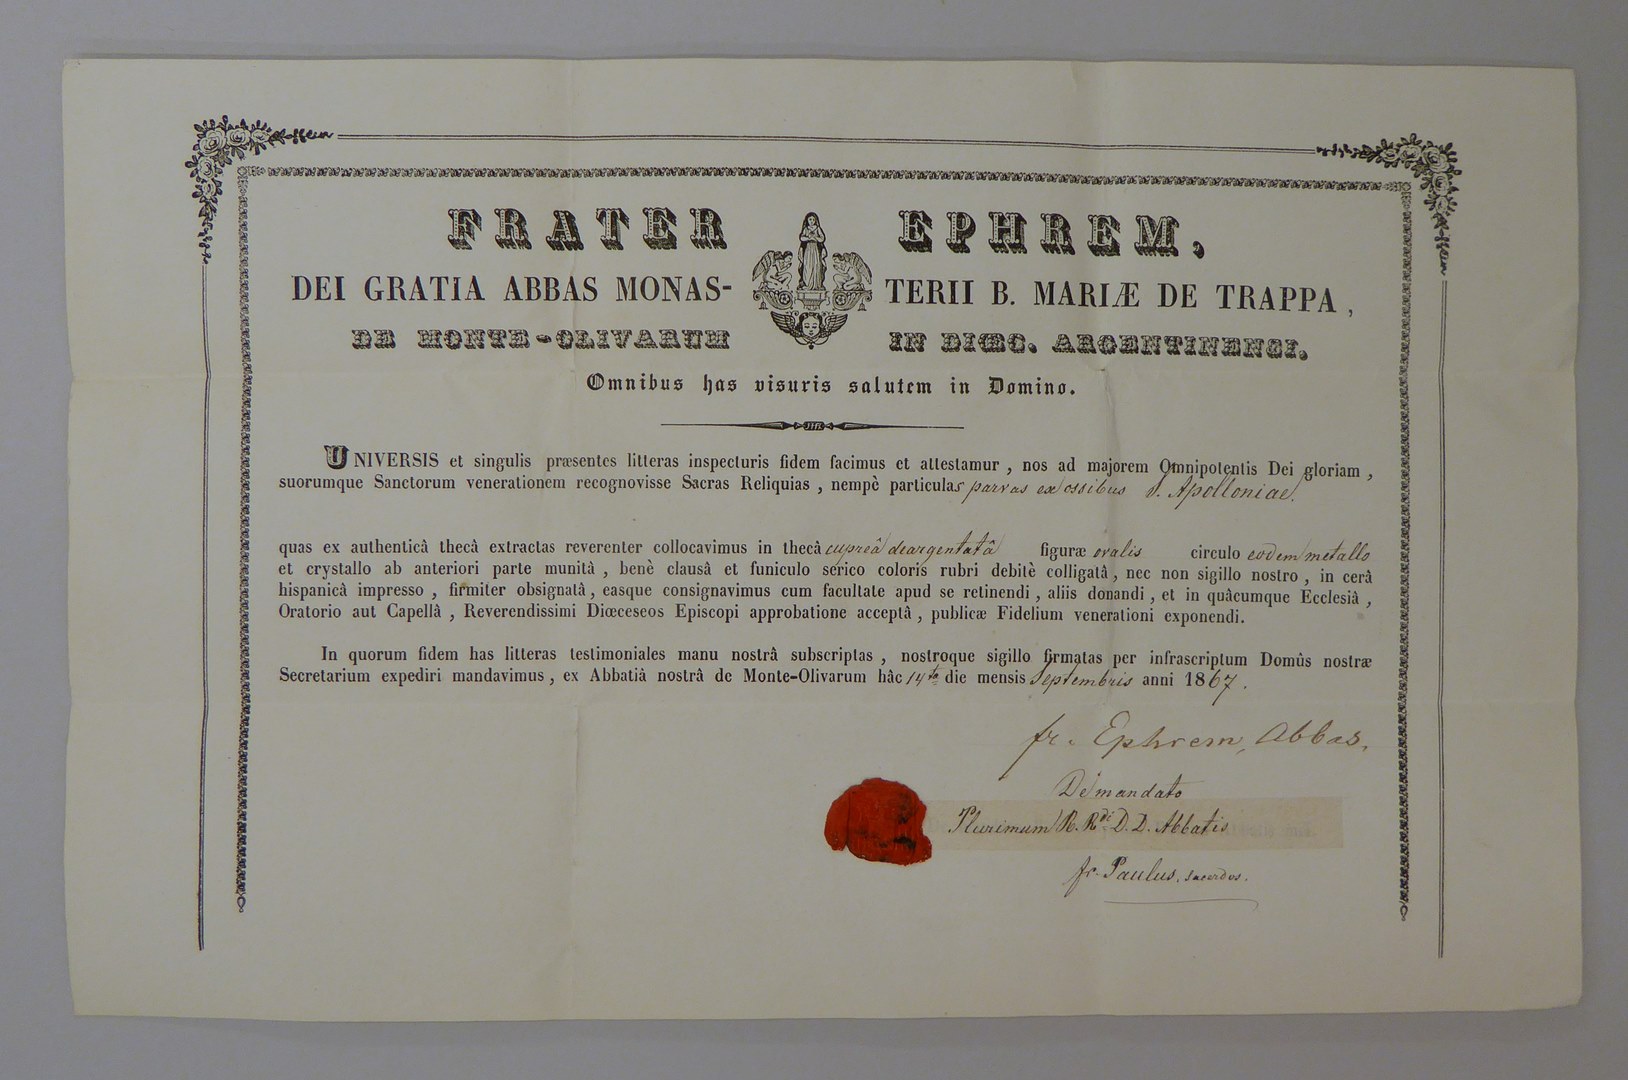 FRATER EPHREM,
DEI GRATIA ABBAS MONASTERII B. MARIÆ DE TRAPPA,
DE MONTE-OLIVARUM IN DIŒC. ARGENTINENSI.
Omnibus has visuris salutem in Domino.
UNIVERSIS et singulis præsentes litteras inspecturis fidem facimus et attestamur, nos ad majorem Omnipotentis Dei gloriam,
suorumque Sanctorum venerationem recognovisse Sacras Reliquias, nempè particulas parvas ex ossibus S. Apolloniae.
quas ex authenticâ thecâ extractas reverenter collocavimus in thecâ cupreâ deargentatâ figuræ ovalis circulo eodem metallo
et crystallo ab anteriori parte munitâ, benè clausâ et funiculo serico coloris rubri debitè colligatâ, nec non sigillo nostro, in cerâ
hispanicâ impresso, firmiter obsignatâ, easque consignavimus cum facultate apud se retinendi, aliis donandi, et in quâcumque Ecclesiâ,
Oratorio aut Capellâ, Reverendissimi Diœceseos Episcopi approbatione acceptâ, publicæ Fidelium venerationi exponendi.
In quorum fidem has litteras testimoniales manu nostrâ subscriptas, nostroque sigillo firmatas per infrascriptum Domûs nostræ
Secretarium expediri mandavimus, ex Abbatiâ nostrâ de Monte-Olivarum hâc 14ta die mensis Septembris anni 1867.
fr. Ephrem, Abbas.
De mandato
Plurimum R. Rdi D. D. Abbatis
fr. Paulus, sacerdos.